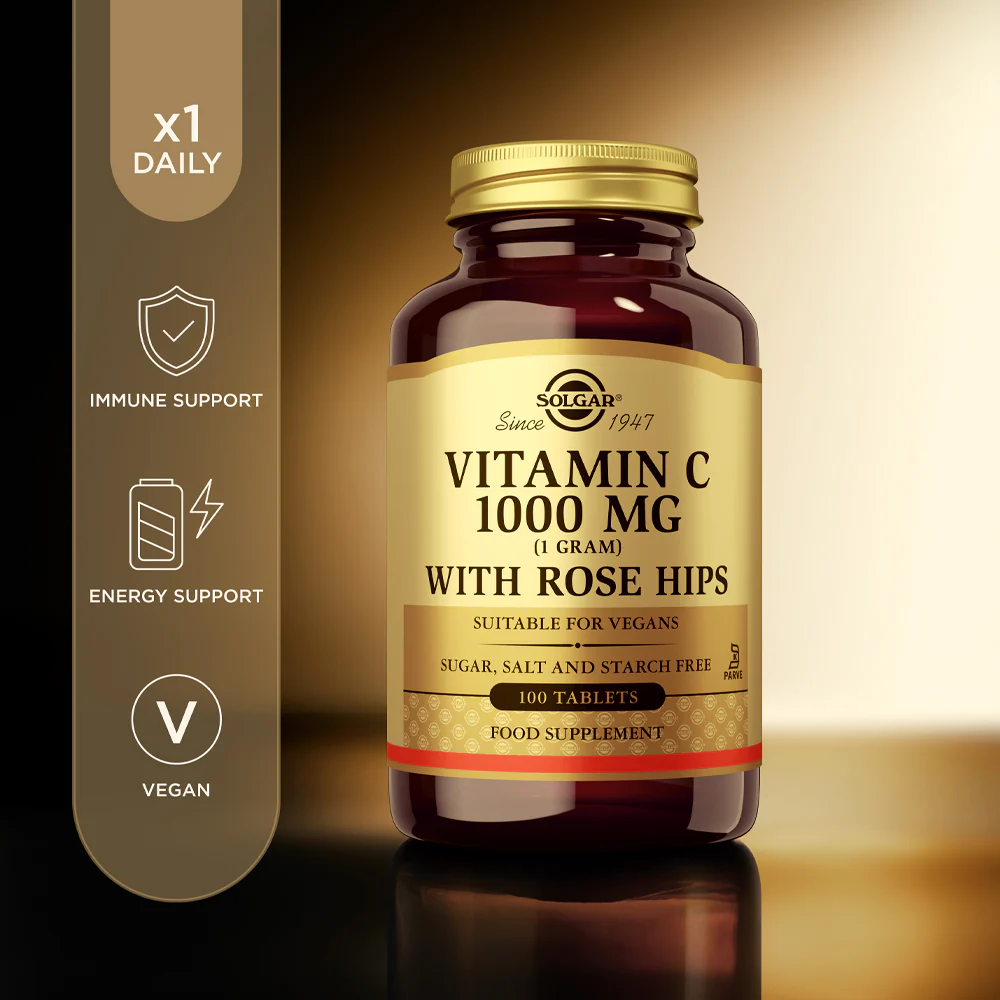 x1
DAILY
IMMUNE SUPPORT
ENERGY SUPPORT
V
VEGAN
SOLGAR®
Since 1947
VITAMIN C
1000 MG
(1 GRAM)
WITH ROSE HIPS
SUITABLE FOR VEGANS
SUGAR, SALT AND STARCH FREE
PARVE
100 TABLETS
FOOD SUPPLEMENT